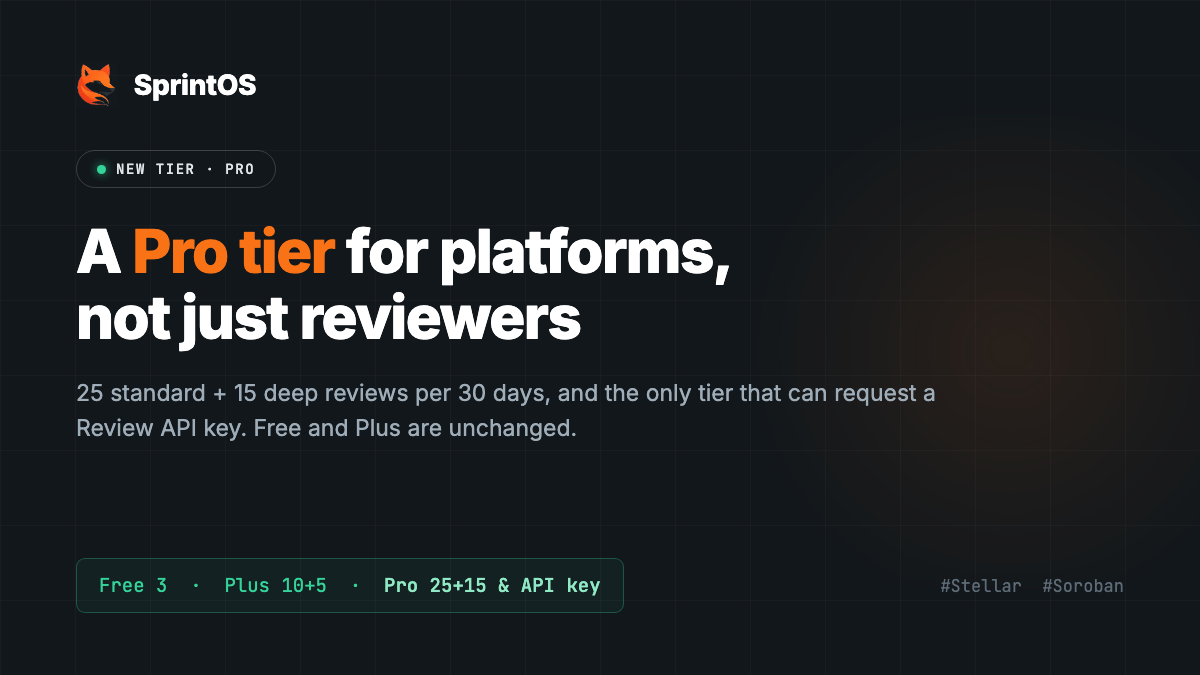 SprintOS
NEW TIER · PRO
A Pro tier for platforms,
not just reviewers
25 standard + 15 deep reviews per 30 days, and the only tier that can request a
Review API key. Free and Plus are unchanged.
Free 3 · Plus 10+5 · Pro 25+15 & API key
#Stellar #Soroban